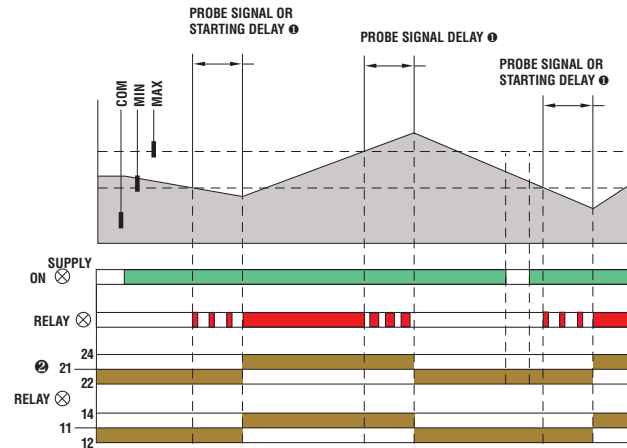 PROBE SIGNAL OR
STARTING DELAY ❶
PROBE SIGNAL DELAY ❶
PROBE SIGNAL OR
STARTING DELAY ❶
COM
MIN
MAX
SUPPLY
ON
RELAY
24
❷ 21
22
RELAY
14
11
12